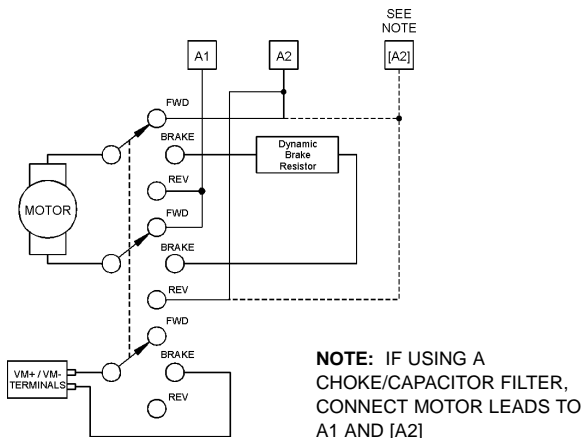 SEE
NOTE
A1
A2
[A2]
FWD
BRAKE
Dynamic
Brake
Resistor
REV
MOTOR
FWD
BRAKE
REV
FWD
BRAKE
VM+ / VM-
TERMINALS
REV
NOTE: IF USING A
CHOKE/CAPACITOR FILTER,
CONNECT MOTOR LEADS TO
A1 AND [A2]